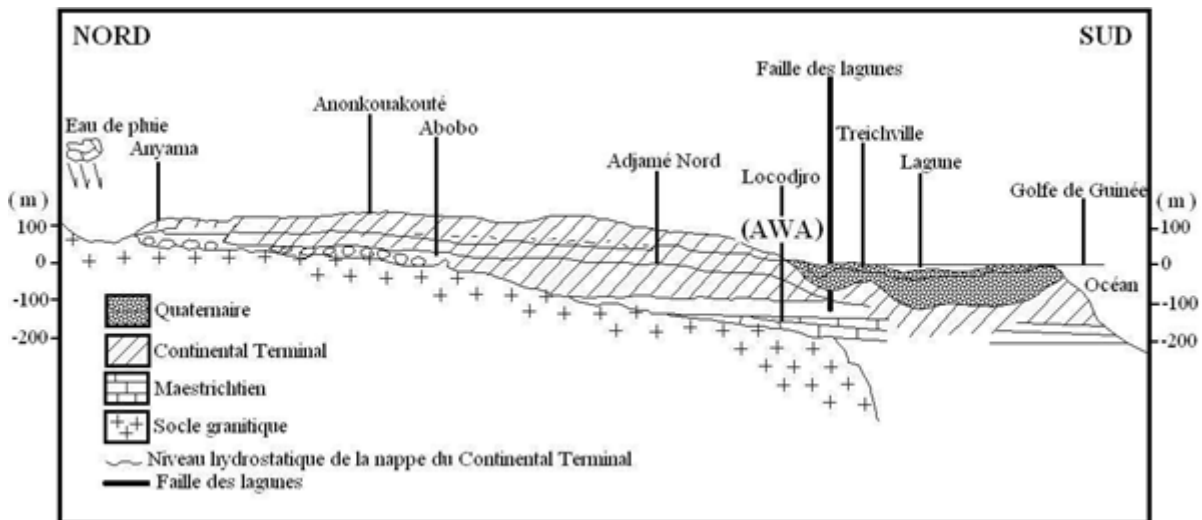 NORD
SUD
Faille des lagunes
Anonkouakouté
Abobo
Treichville
Eau de pluie
Anyama
Adjamé Nord
Lagune
Locodjro
Golfe de Guinée
( m )
( m )
(AWA)
100
100
0
0
Océan
-100
-100
-200
-200
Quaternaire
Continental Terminal
Maestrichtien
Socle granitique
Niveau hydrostatique de la nappe du Continental Terminal
Faille des lagunes